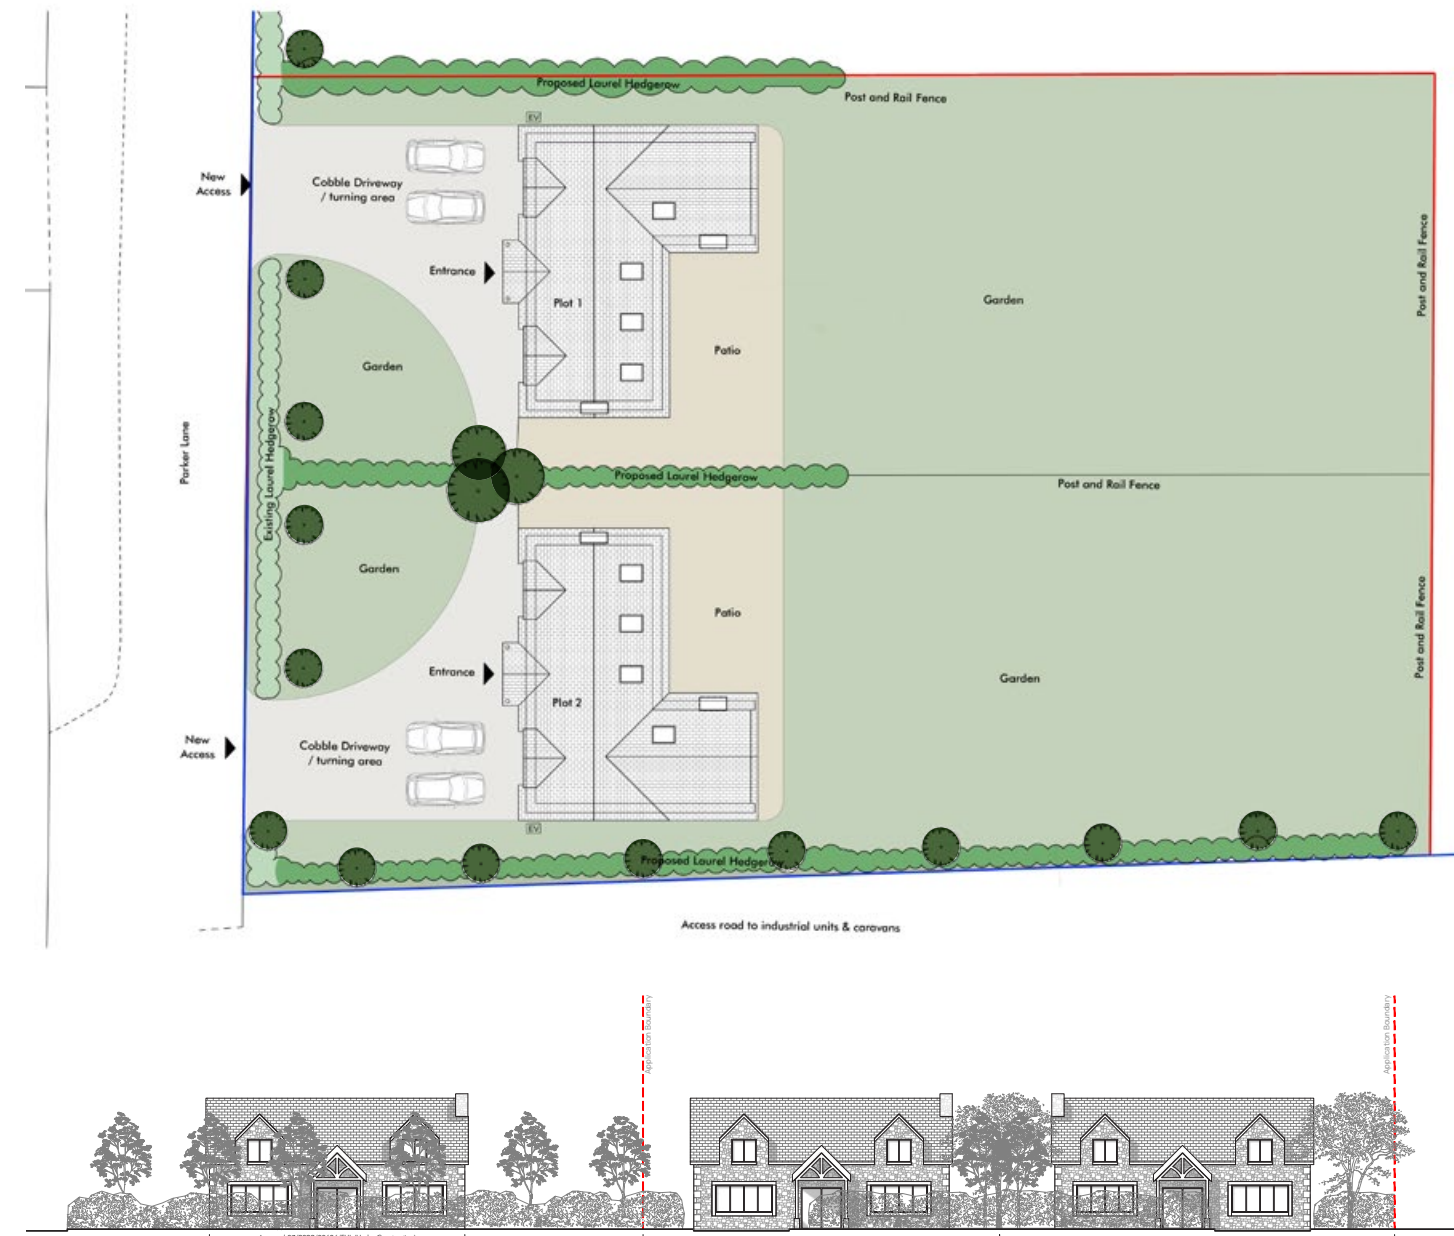 Proposed Laurel Hedgerow
Post and Rail Fence
EV
New
Access
Cobble Driveway
/ turning area
Entrance
Plot 1
Garden
Post and Rail Fence
Patio
Garden
Parker Lane
Existing Laurel Hedgerow
Proposed Laurel Hedgerow
Post and Rail Fence
Garden
Patio
Post and Rail Fence
Entrance
Plot 2
Garden
New
Access
Cobble Driveway
/ turning area
EV
Proposed Laurel Hedgerow
Access road to industrial units & caravans
Application Boundary
Application Boundary